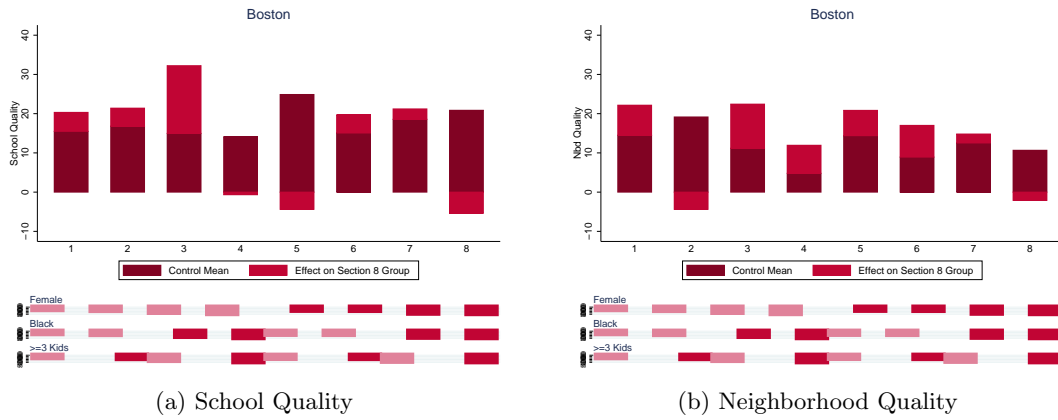 Boston
School Quality
40
30
20
10
0
−10
1 2 3 4 5 6 7 8
Control Mean Effect on Section 8 Group
Female
Black
>=3 Kids
(a) School Quality
Boston
Nbd Quality
40
30
20
10
0
−10
1 2 3 4 5 6 7 8
Control Mean Effect on Section 8 Group
Female
Black
>=3 Kids
(b) Neighborhood Quality